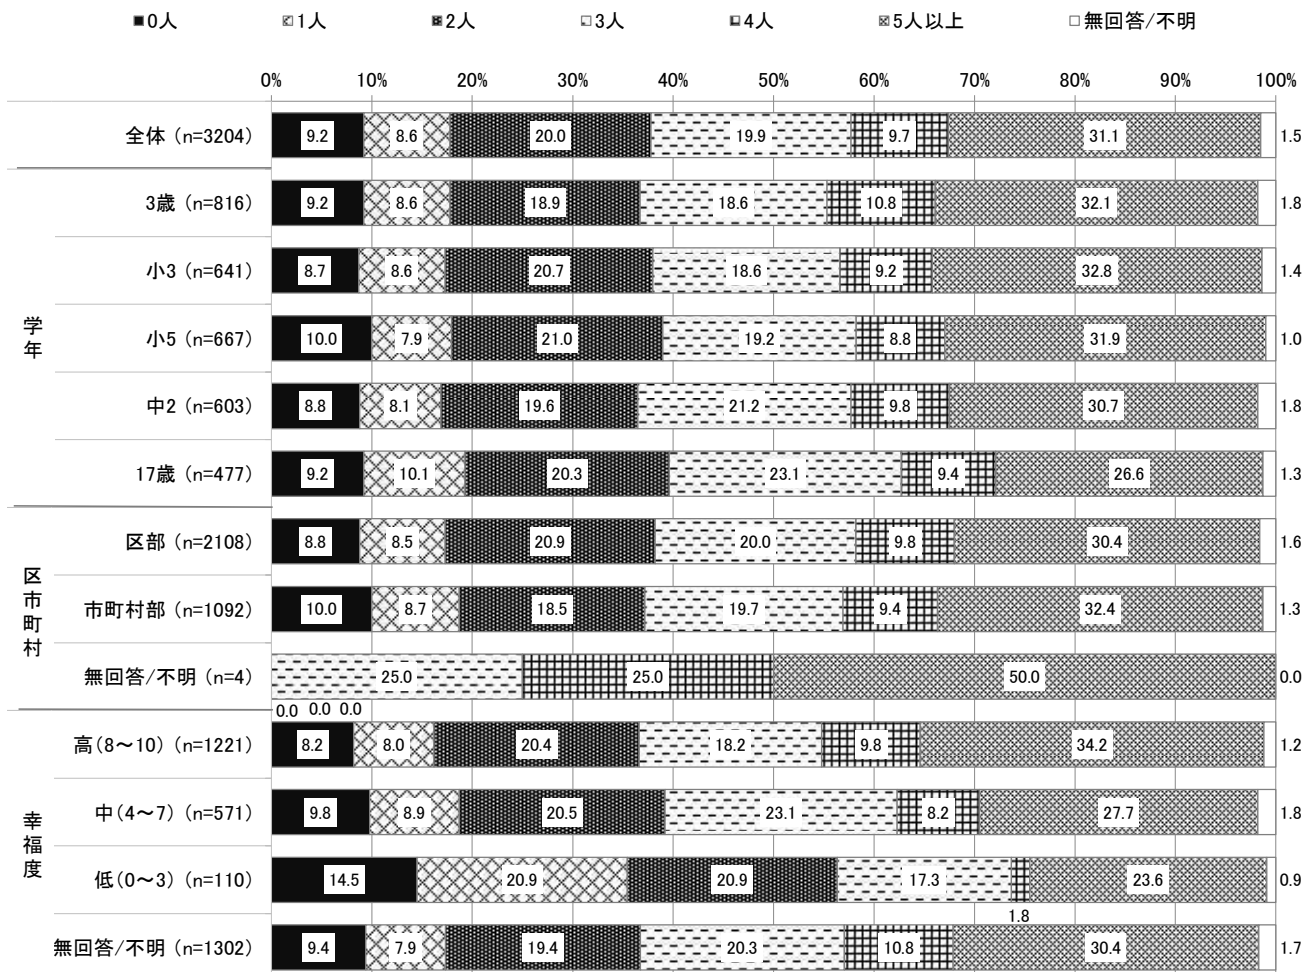 ■0人 1人 2人 3人 4人 5人以上 □無回答/不明
0% 10% 20% 30% 40% 50% 60% 70% 80% 90% 100%
全体 (n=3204) 9.2 8.6 20.0 19.9 9.7 31.1 1.5
学年
3歳 (n=816) 9.2 8.6 18.9 18.6 10.8 32.1 1.8
小3 (n=641) 8.7 8.6 20.7 18.6 9.2 32.8 1.4
小5 (n=667) 10.0 7.9 21.0 19.2 8.8 31.9 1.0
中2 (n=603) 8.8 8.1 19.6 21.2 9.8 30.7 1.8
17歳 (n=477) 9.2 10.1 20.3 23.1 9.4 26.6 1.3
区市町村
区部 (n=2108) 8.8 8.5 20.9 20.0 9.8 30.4 1.6
市町村部 (n=1092) 10.0 8.7 18.5 19.7 9.4 32.4 1.3
無回答/不明 (n=4) 25.0 25.0 50.0 0.0
0.0 0.0 0.0
幸福度
高(8～10) (n=1221) 8.2 8.0 20.4 18.2 9.8 34.2 1.2
中(4～7) (n=571) 9.8 8.9 20.5 23.1 8.2 27.7 1.8
低(0～3) (n=110) 14.5 20.9 20.9 17.3 23.6 0.9
1.8
無回答/不明 (n=1302) 9.4 7.9 19.4 20.3 10.8 30.4 1.7